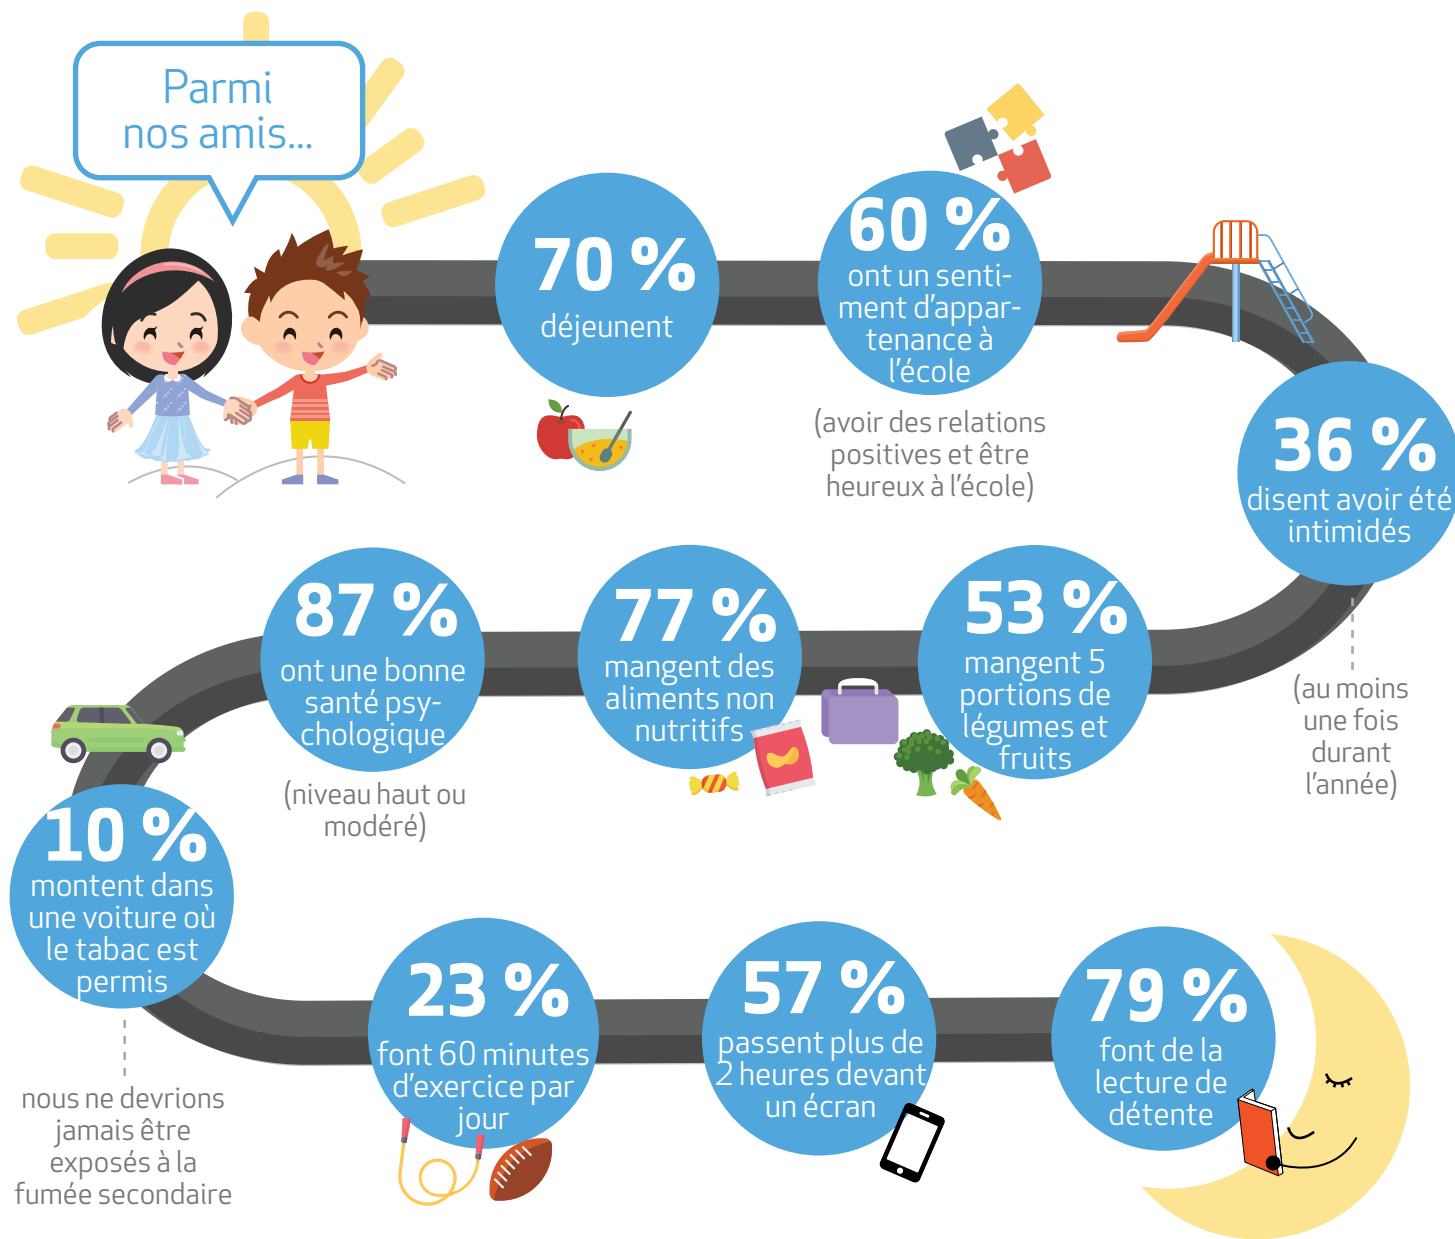 Parmi
nos amis...
70 %
déjeunent
60 %
ont un senti-
ment d'appar-
tenance à
l'école
(avoir des relations
positives et être
heureux à l'école)
36 %
disent avoir été
intimidés
(au moins
une fois
durant
l'année)
53 %
mangent 5
portions de
légumes et
fruits
77 %
mangent des
aliments non
nutritifs
87 %
ont une bonne
santé psy-
chologique
(niveau haut ou
modéré)
10 %
montent dans
une voiture où
le tabac est
permis
nous ne devrions
jamais être
exposés à la
fumée secondaire
23 %
font 60 minutes
d'exercice par
jour
57 %
passent plus de
2 heures devant
un écran
79 %
font de la
lecture de
détente